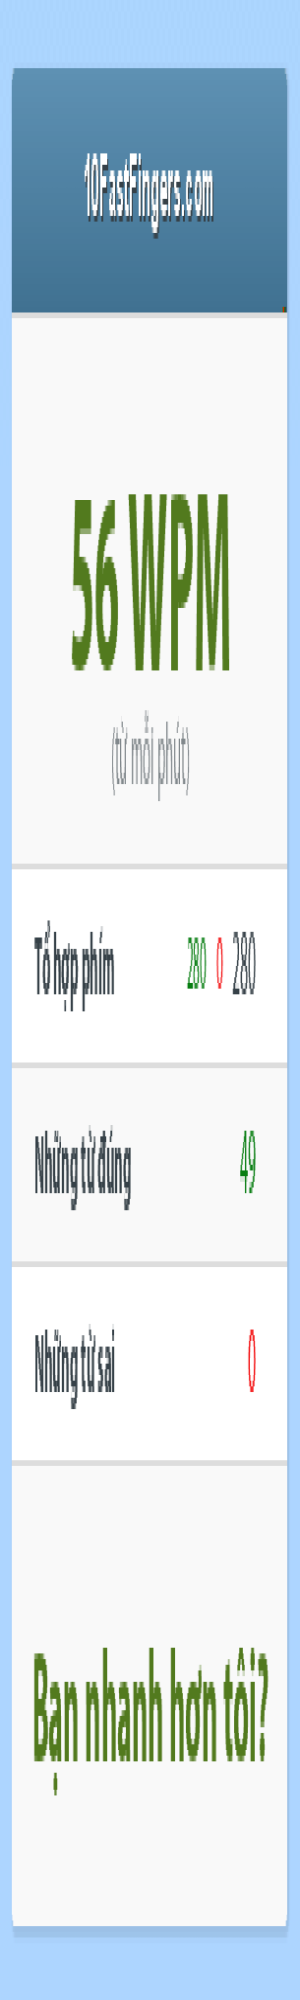 10FastFingers.com
56 WPM
(từ mỗi phút)
Tổ hợp phím 280 0 280
Những từ đúng 49
Những từ sai 0
Bạn nhanh hơn tôi?